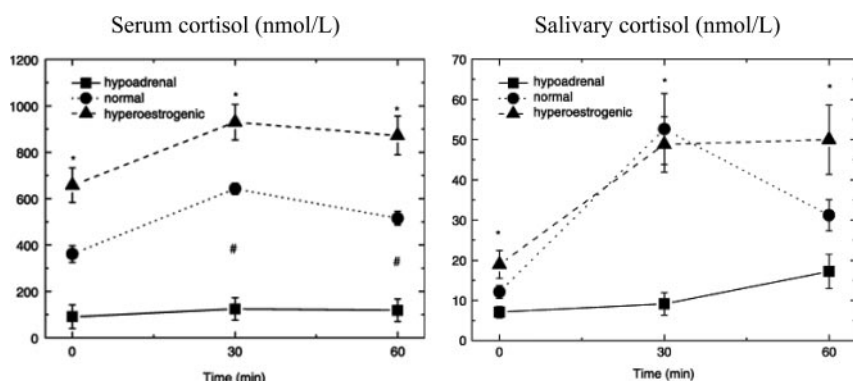 Serum cortisol (nmol/L)
1200
1000
800
600
400
200
0
hypoadrenal
normal
hyperoestrogenic
*
*
*
#
#
0
30
60
Time (min)
Salivary cortisol (nmol/L)
70
60
50
40
30
20
10
0
hypoadrenal
normal
hyperoestrogenic
*
*
*
0
30
60
Time (min)